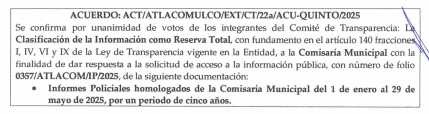 ACUERDO: ACT/ATLACOMULCO/EXT/CT/22a/ACU-QUINTO/2025
Se confirma por unanimidad de votos de los integrantes del Comité de Transparencia: La
Clasificación de la Información como Reserva Total, con fundamento en el artículo 140 fracciones
I, IV, VI y IX de la Ley de Transparencia vigente en la Entidad, a la Comisaría Municipal con la
finalidad de dar respuesta a la solicitud de acceso a la información pública, con número de folio
0357/ATLACOM/IP/2025, de la siguiente documentación:
• Informes Policiales homologados de la Comisaría Municipal del 1 de enero al 29 de
mayo de 2025, por un periodo de cinco años.